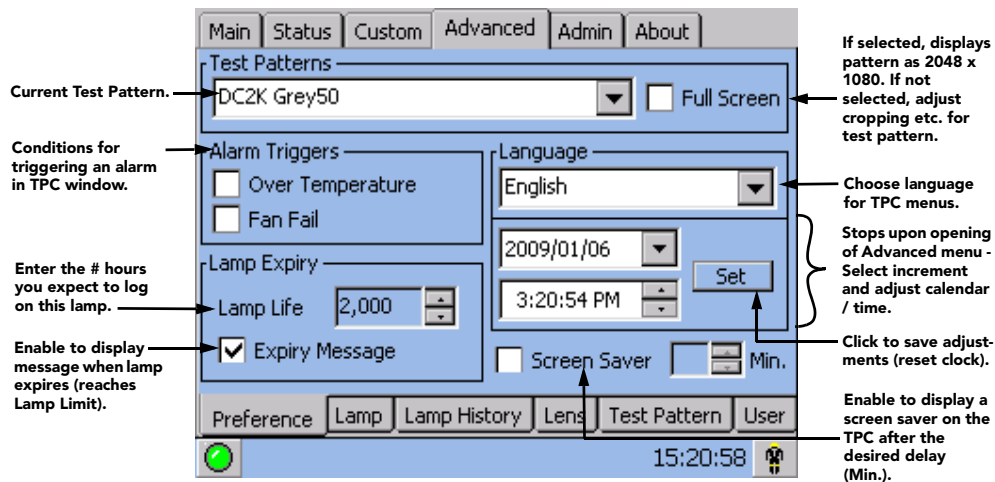 Main Status Custom Advanced Admin About
Test Patterns
DC2K Grey50
Full Screen
Alarm Triggers
Over Temperature
Fan Fail
Language
English
2009/01/06
3:20:54 PM
Set
Lamp Expiry
Lamp Life 2,000
Expiry Message
Screen Saver Min.
Preference Lamp Lamp History Lens Test Pattern User
15:20:58
Current Test Pattern.
Conditions for
triggering an alarm
in TPC window.
Enter the # hours
you expect to log
on this lamp.
Enable to display
message when lamp
expires (reaches
Lamp Limit).
If selected, displays
pattern as 2048 x
1080. If not
selected, adjust
cropping etc. for
test pattern.
Choose language
for TPC menus.
Stops upon opening
of Advanced menu -
Select increment
and adjust calendar
/ time.
Click to save adjust-
ments (reset clock).
Enable to display a
screen saver on the
TPC after the
desired delay
(Min.).